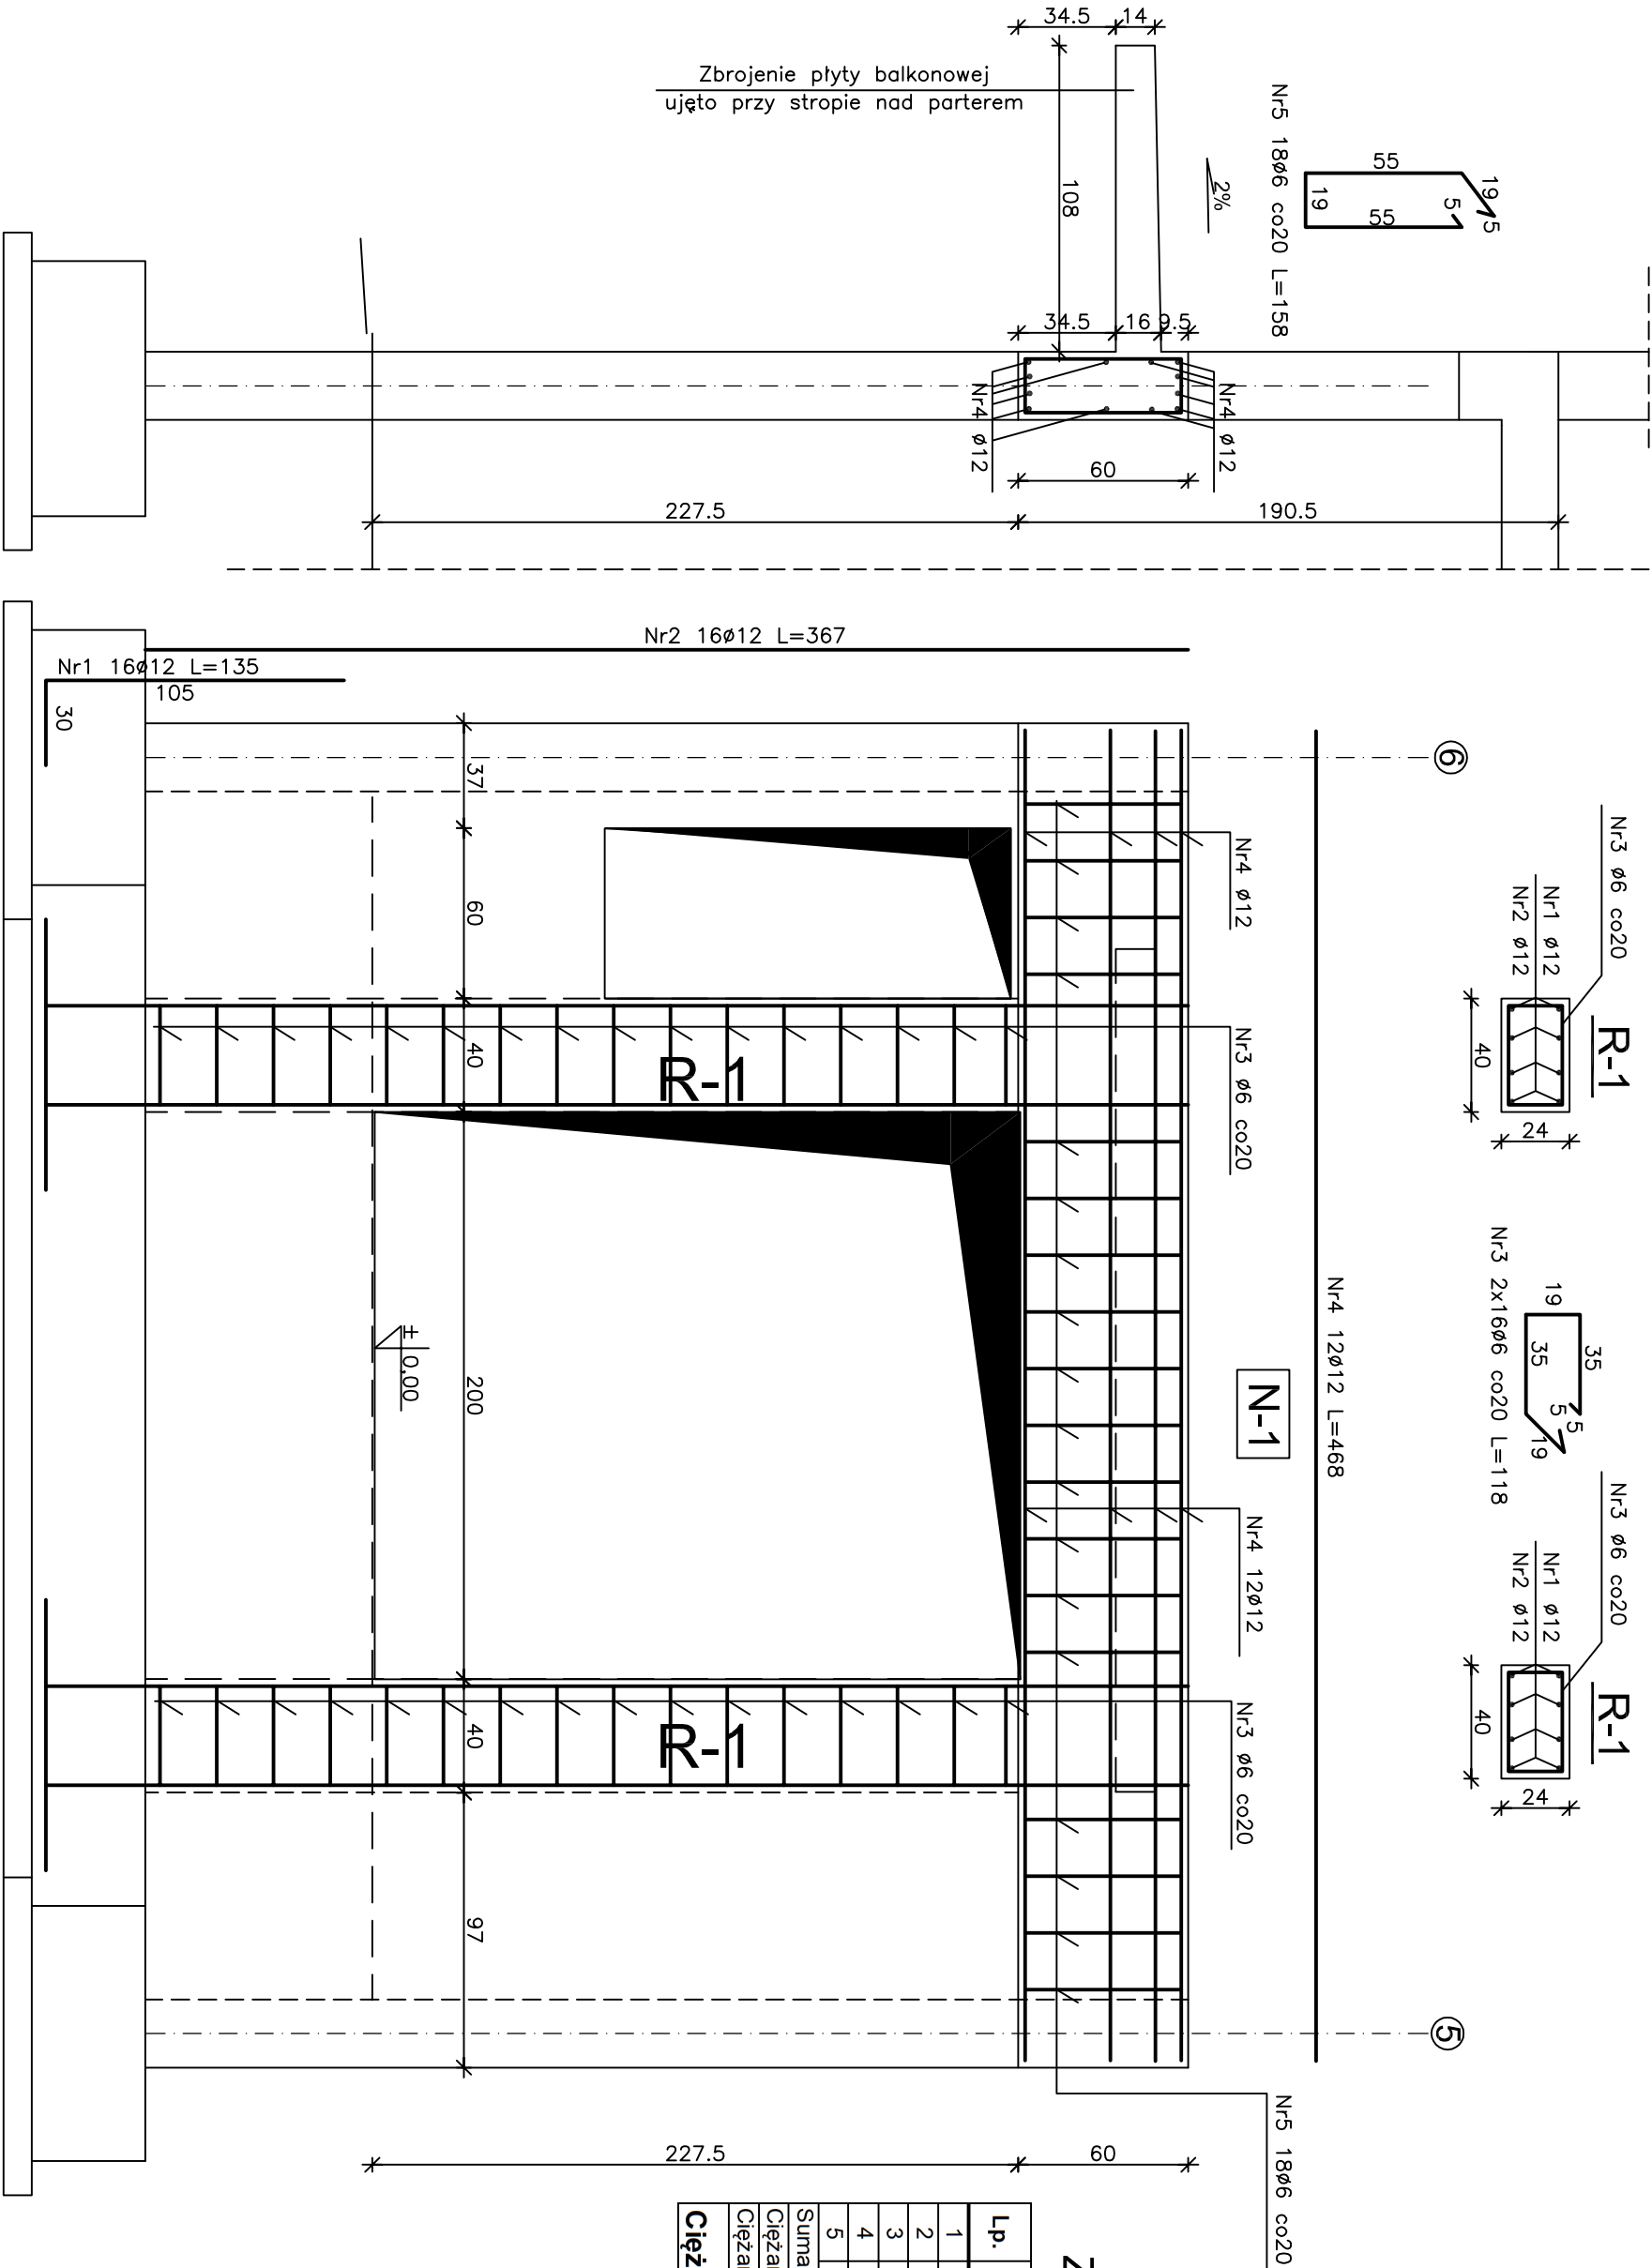 34.5
14
Zbrojenie płyty balkonowej
ujęto przy stropie nad parterem
108
2%
Nr5 18ø6 co20 L=158
55
19
5
5
55
19
34.5
16
9.5
Nr4 ø12
Nr4 ø12
60
227.5
190.5
Nr2 16ø12 L=367
Nr1 16ø12 L=135
105
30
6
Nr3 ø6 co20
Nr1 ø12
Nr2 ø12
R-1
40
24
Nr3 2x16ø6 co20 L=118
19
35
35
5
5
19
Nr3 ø6 co20
Nr1 ø12
Nr2 ø12
R-1
40
24
Nr4 12ø12 L=468
N-1
Nr4 ø12
Nr3 ø6 co20
Nr4 12ø12
Nr3 ø6 co20
Nr5 18ø6 co20
37
60
40
200
40
97
R-1
R-1
± 0,00
5
227.5
60
Lp.
1
2
3
4
5
Suma